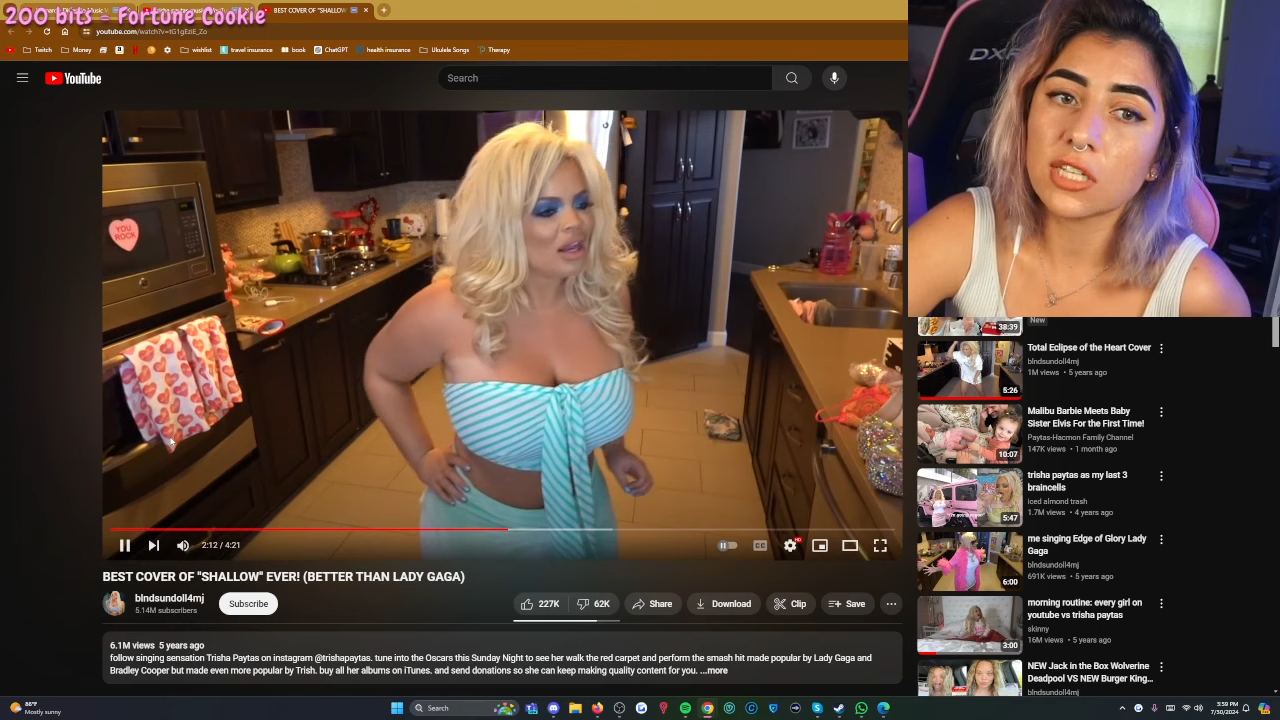 200 bits = Fortune Cookie
BEST COVER OF "SHALLOW"
youtube.com/watch?v=tG1gEzIE_Zo
Twitch
Money
wishlist
kell insurance
book
ChatGPT
health insurance
Ukulele Songs
Therapy
YouTube
Search
DXR
YOU ROCK
2:12 / 4:21
CC
HD
BEST COVER OF "SHALLOW" EVER! (BETTER THAN LADY GAGA)
blndsundoll4mj
5.14M subscribers
Subscribe
227K
62K
Share
Download
Clip
Save
6.1M views 5 years ago
follow singing sensation Trisha Paytas on instagram @trishapaytas. tune into the Oscars this Sunday Night to see her walk the red carpet and perform the smash hit made popular by Lady Gaga and
Bradley Cooper but made even more popular by Trish. buy all her albums on iTunes. and send donations so she can keep making quality content for you. ...more
38:39
New
Total Eclipse of the Heart Cover
blndsundoll4mj
1M views • 5 years ago
5:26
Malibu Barbie Meets Baby
Sister Elvis For the First Time!
Paytas-Hacmon Family Channel
147K views • 1 month ago
10:07
trisha paytas as my last 3
braincells
iced almond trash
1.7M views • 4 years ago
5:47
me singing Edge of Glory Lady
Gaga
blndsundoll4mj
691K views • 5 years ago
6:00
morning routine: every girl on
youtube vs trisha paytas
skinny
16M views • 5 years ago
3:00
NEW Jack in the Box Wolverine
Deadpool VS NEW Burger King...
blndsundoll4mj
Mostly sunny
Search
3:59 PM
7/30/2024